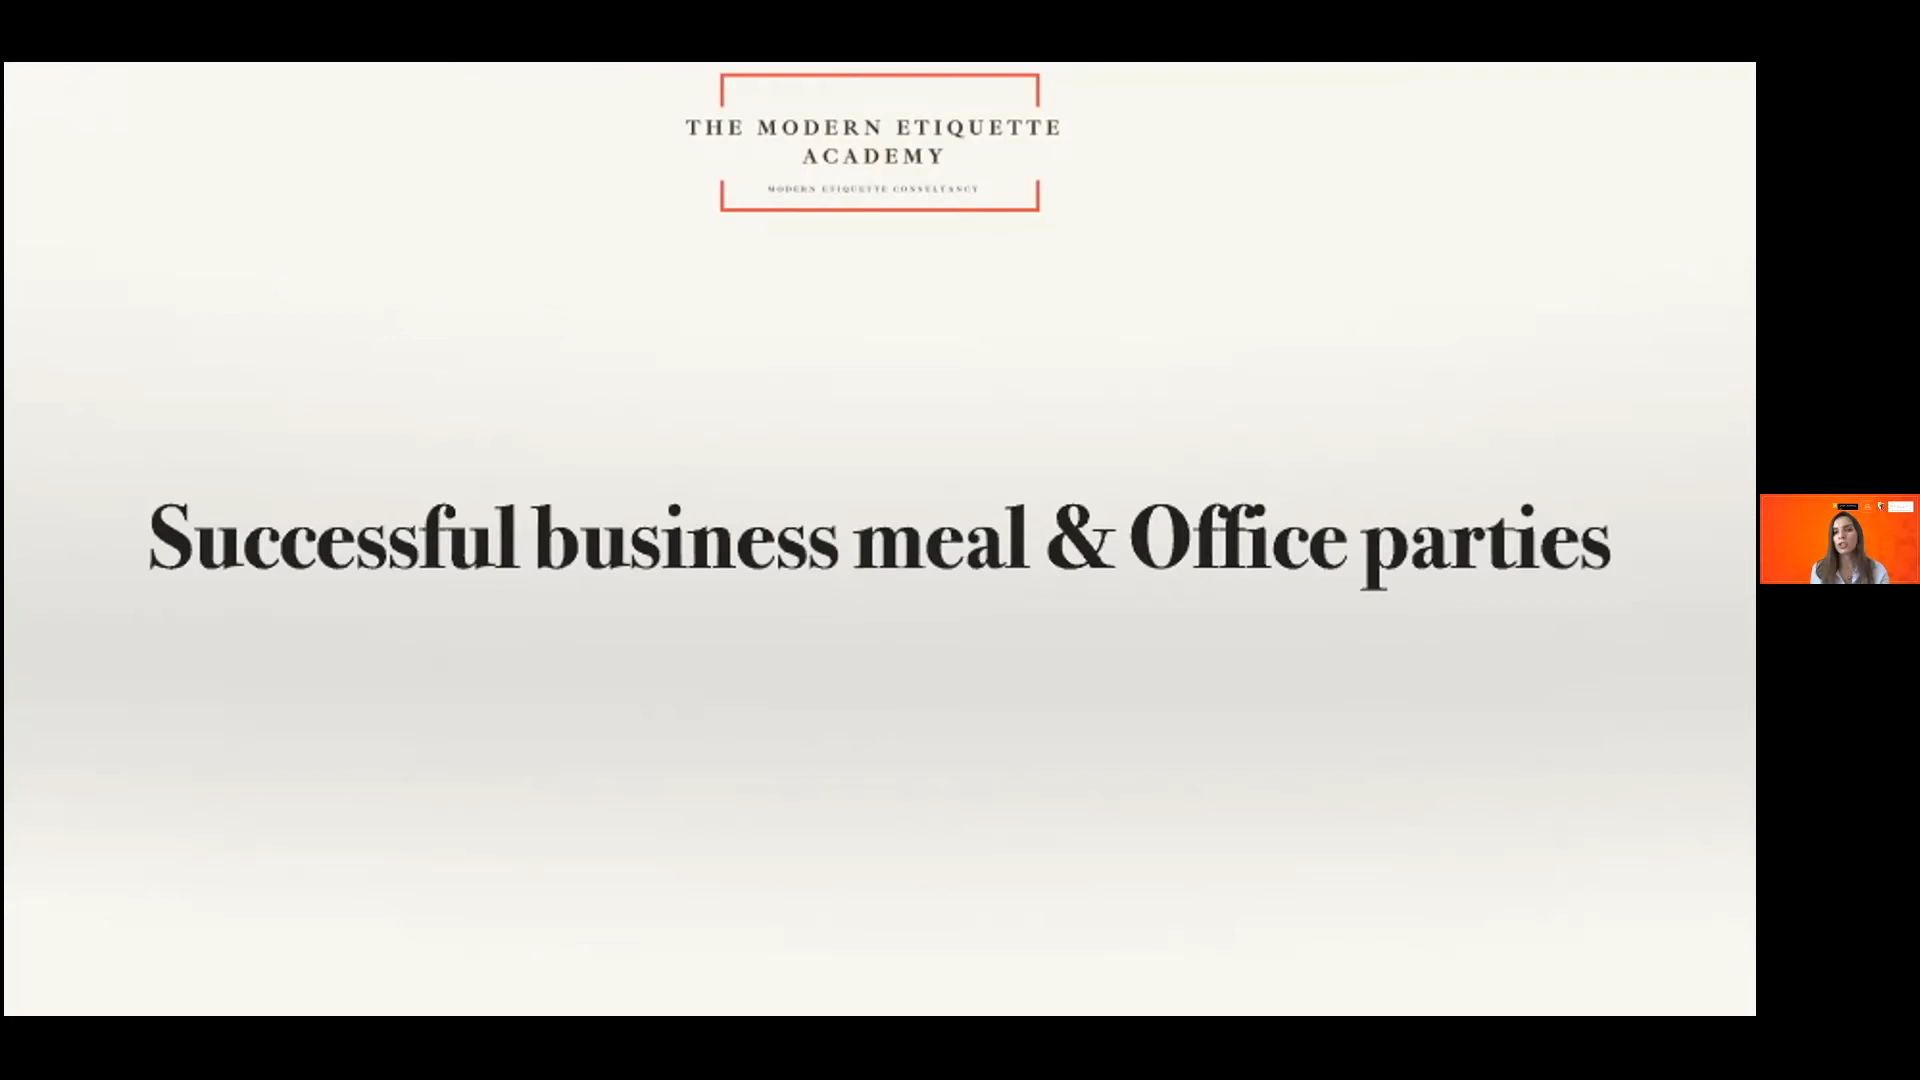 THE MODERN ETIQUETTE
ACADEMY
MODERN ETIQUETTE CONSULTANCY
Successful business meal & Office parties